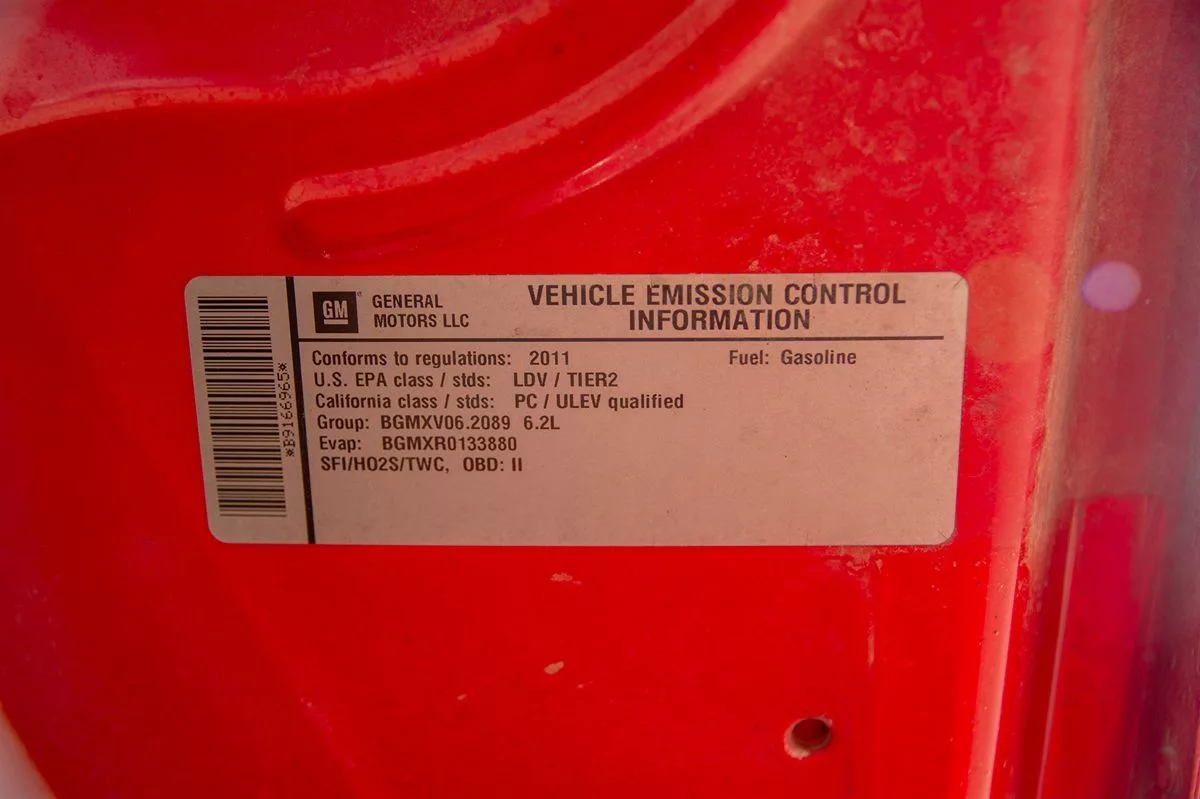 GM
GENERAL
MOTORS LLC
VEHICLE EMISSION CONTROL
INFORMATION
Conforms to regulations: 2011 Fuel: Gasoline
U.S. EPA class / stds: LDV / TIER2
California class / stds: PC / ULEV qualified
Group: BGMXV06.2089 6.2L
Evap: BGMXR0133880
SFI/HO2S/TWC, OBD: II
*B9166965*